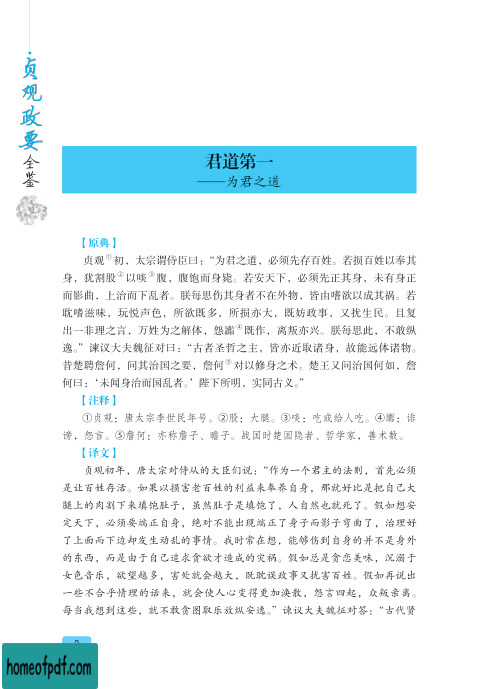 贞观政要
全鉴
君道第一
——为君之道
【原典】
贞观①初，太宗谓侍臣曰：“为君之道，必须先存百姓。若损百姓以奉其
身，犹割股②以啖③腹，腹饱而身毙。若安天下，必须先正其身，未有身正
而影曲，上治而下乱者。朕每思伤其身者不在外物，皆由嗜欲以成其祸。若
耽嗜滋味，玩悦声色，所欲既多，所损亦大，既妨政事，又扰生民。且复
出一非理之言，万姓为之解体，怨讟④既作，离叛亦兴。朕每思此，不敢纵
逸。”谏议大夫魏征对曰：“古者圣哲之主，皆亦近取诸身，故能远体诸物。
昔楚聘詹何，问其治国之要，詹何⑤对以修身之术。楚王又问治国何如，詹
何曰：‘未闻身治而国乱者。’陛下所明，实同古义。”
【注释】
①贞观：唐太宗李世民年号。②股：大腿。③啖：吃或给人吃。④讟：诽
谤，怨言。⑤詹何：亦称詹子、瞻子。战国时楚国隐者、哲学家，善术数。
【译文】
贞观初年，唐太宗对侍从的大臣们说：“作为一个君主的法则，首先必须
是让百姓存活。如果以损害老百姓的利益来奉养自身，那就好比是把自己大
腿上的肉割下来填饱肚子，虽然肚子是填饱了，人自然也就死了。假如想安
定天下，必须要端正自身，绝对不能出现端正了身子而影子弯曲了，治理好
了上面而下边却发生动乱的事情。我时常在想，能够伤到自身的并不是身外
的东西，而是由于自己追求贪欲才造成的灾祸。假如总是贪恋美味，沉溺于
女色音乐，欲望越多，害处就会越大，既耽误政事又扰害百姓。假如再说出
一些不合乎情理的话来，就会使人心变得更加涣散，怨言四起，众叛亲离。
每当我想到这些，就不敢贪图取乐放纵安逸。”谏议大夫魏征对答：“古代贤
homeofpdf.com